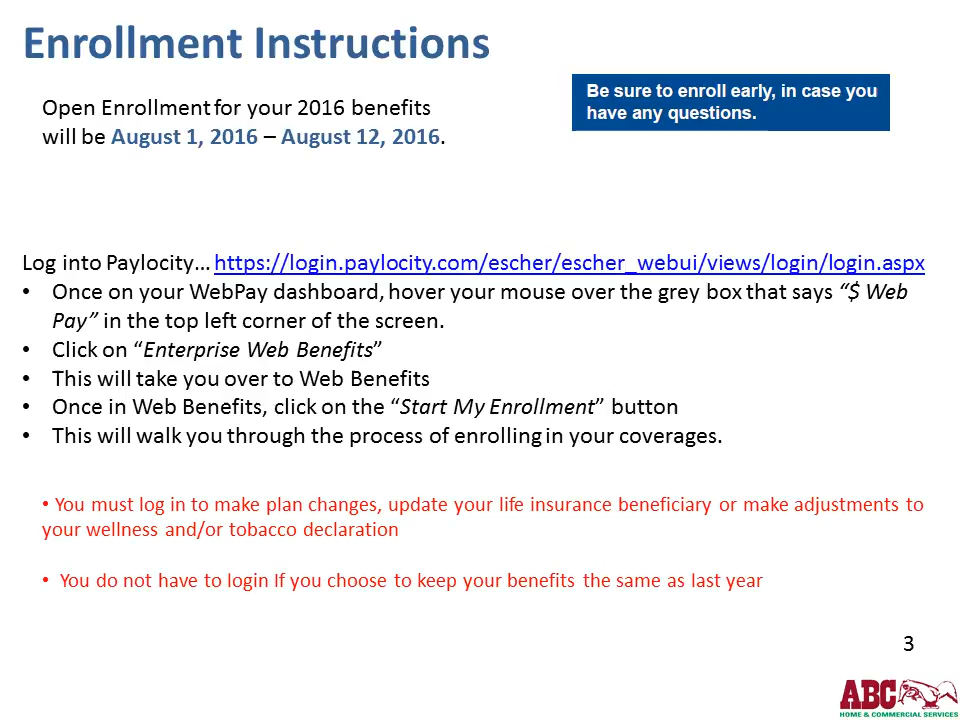 Enrollment Instructions
Open Enrollment for your 2016 benefits
will be August 1, 2016 – August 12, 2016.
Be sure to enroll early, in case you
have any questions.
Log into Paylocity… https://login.paylocity.com/escher/escher_webui/views/login/login.aspx
• Once on your WebPay dashboard, hover your mouse over the grey box that says “$ Web
Pay” in the top left corner of the screen.
• Click on “Enterprise Web Benefits”
• This will take you over to Web Benefits
• Once in Web Benefits, click on the “Start My Enrollment” button
• This will walk you through the process of enrolling in your coverages.
• You must log in to make plan changes, update your life insurance beneficiary or make adjustments to
your wellness and/or tobacco declaration
• You do not have to login If you choose to keep your benefits the same as last year
3
ABC
HOME & COMMERCIAL SERVICES